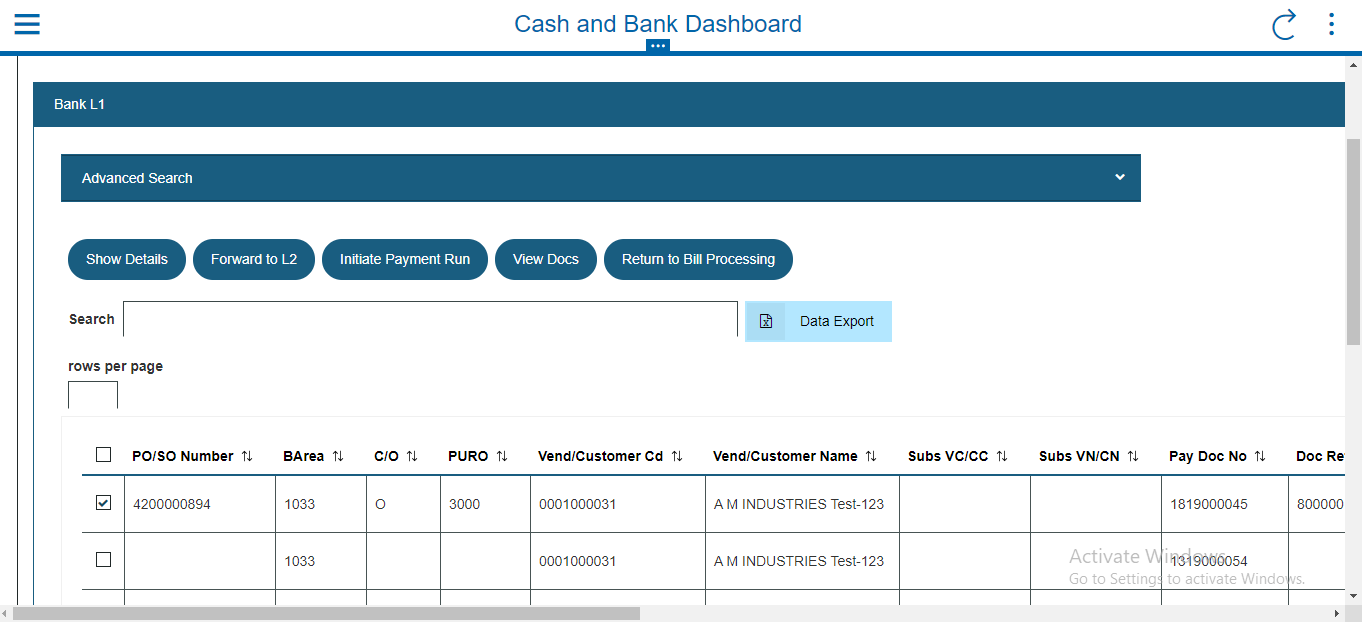 Cash and Bank Dashboard
Bank L1
Advanced Search
Show Details Forward to L2 Initiate Payment Run View Docs Return to Bill Processing
Search Data Export
rows per page
PO/SO Number BArea C/O PURO Vend/Customer Cd Vend/Customer Name Subs VC/CC Subs VN/CN Pay Doc No Doc Re
4200000894 1033 O 3000 0001000031 A M INDUSTRIES Test-123 1819000045 800000
1033 0001000031 A M INDUSTRIES Test-123 1319000054
Activate Windows
Go to Settings to activate Windows.